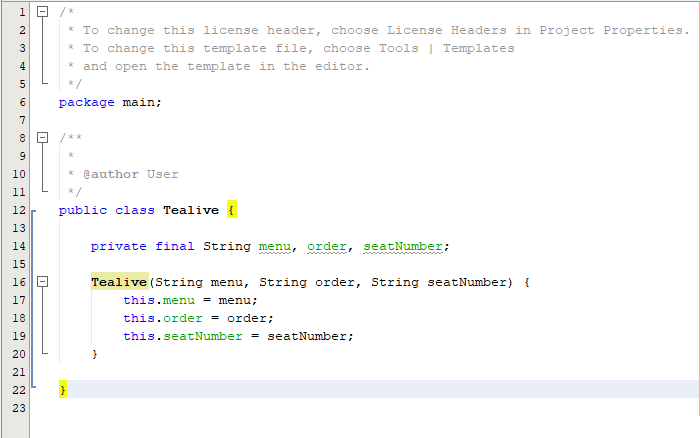 1 /*
2 * To change this license header, choose License Headers in Project Properties.
3 * To change this template file, choose Tools | Templates
4 * and open the template in the editor.
5 */
6 package main;
7
8 /**
9 *
10 * @author User
11 */
12 public class Tealive {
13
14 private final String menu, order, seatNumber;
15
16 Tealive(String menu, String order, String seatNumber) {
17 this.menu = menu;
18 this.order = order;
19 this.seatNumber = seatNumber;
20 }
21
22 }
23